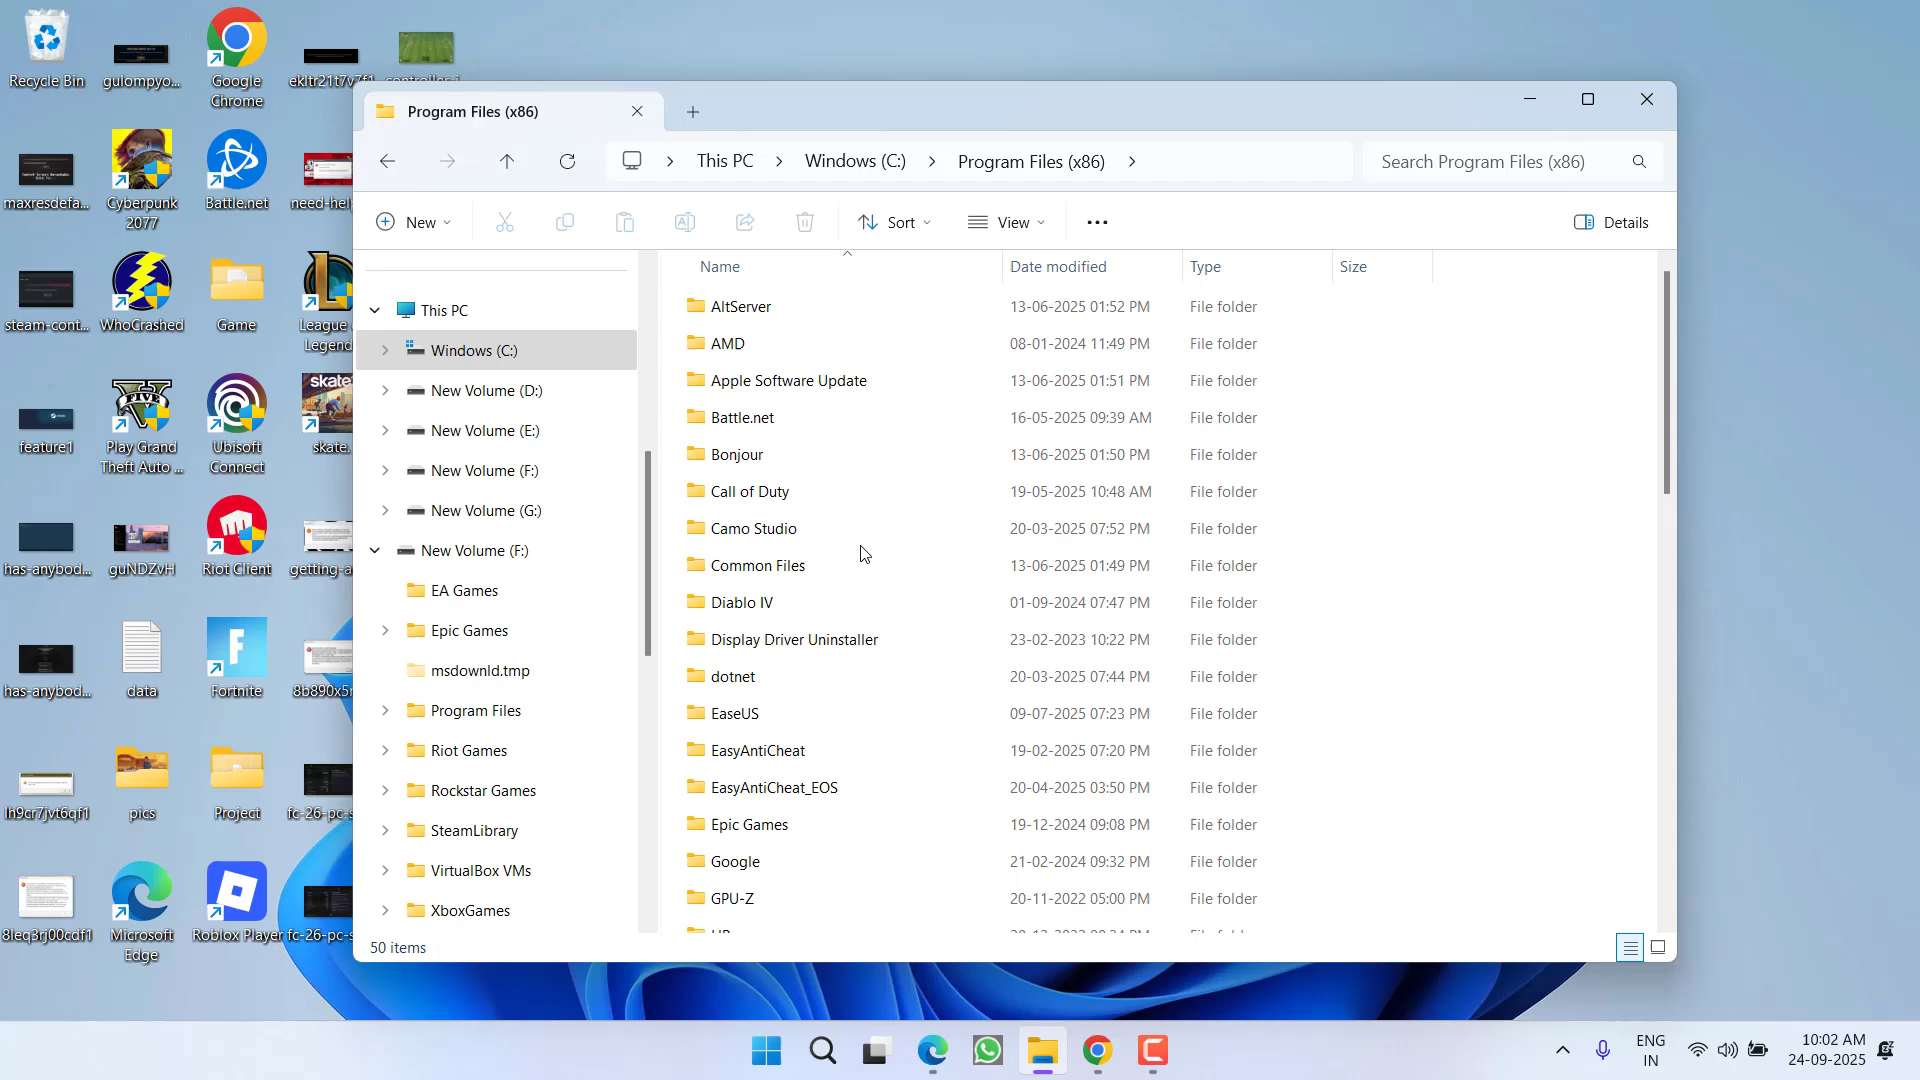 Recycle Bin
gulompyo...
Google
Chrome
ekltr21t7v7f1
maxresdefa...
Cyberpunk
2077
Battle.net
need-hel
steam-cont...
WhoCrashed
Game
League
Legend
feature1
Play Grand
Theft Auto ...
Ubisoft
Connect
skate.
has-anybod...
guNDZvH
Riot Client
getting-a
has-anybod...
data
Fortnite
8b890x5r
lh9cr7jvt6qf1
pics
Project
fc-26-pc-s
8leq3rj00cdf1
Microsoft
Edge
Roblox Player
fc-26-pc-s
Program Files (x86)
This PC
Windows (C:)
Program Files (x86)
Search Program Files (x86)
New
Sort
View
Details
This PC
Windows (C:)
New Volume (D:)
New Volume (E:)
New Volume (F:)
New Volume (G:)
New Volume (F:)
EA Games
Epic Games
msdownld.tmp
Program Files
Riot Games
Rockstar Games
SteamLibrary
VirtualBox VMs
XboxGames
Name Date modified Type Size
AltServer 13-06-2025 01:52 PM File folder
AMD 08-01-2024 11:49 PM File folder
Apple Software Update 13-06-2025 01:51 PM File folder
Battle.net 16-05-2025 09:39 AM File folder
Bonjour 13-06-2025 01:50 PM File folder
Call of Duty 19-05-2025 10:48 AM File folder
Camo Studio 20-03-2025 07:52 PM File folder
Common Files 13-06-2025 01:49 PM File folder
Diablo IV 01-09-2024 07:47 PM File folder
Display Driver Uninstaller 23-02-2023 10:22 PM File folder
dotnet 20-03-2025 07:44 PM File folder
EaseUS 09-07-2025 07:23 PM File folder
EasyAntiCheat 19-02-2025 07:20 PM File folder
EasyAntiCheat_EOS 20-04-2025 03:50 PM File folder
Epic Games 19-12-2024 09:08 PM File folder
Google 21-02-2024 09:32 PM File folder
GPU-Z 20-11-2022 05:00 PM File folder
50 items
ENG
IN
10:02 AM
24-09-2025